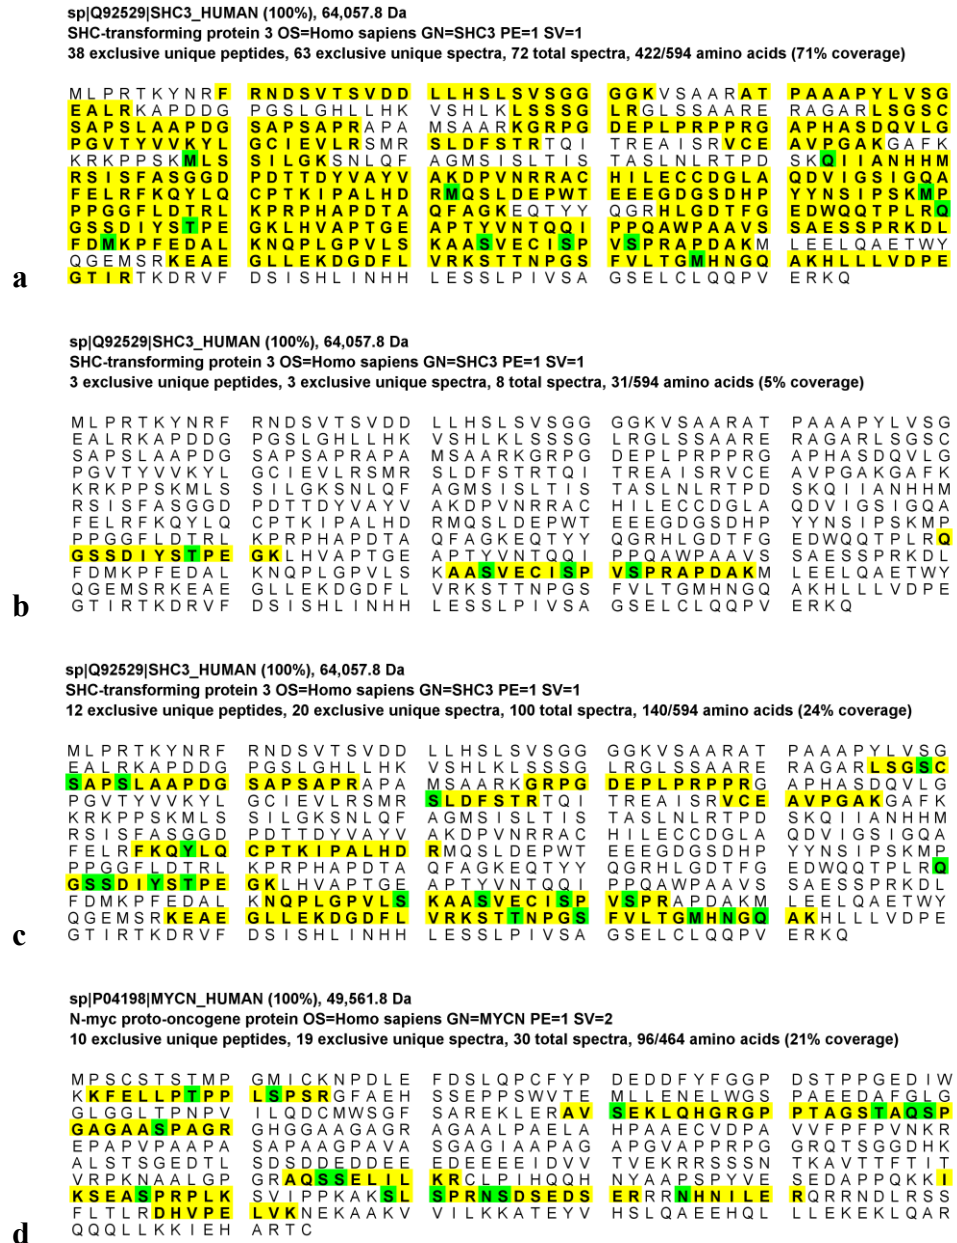 sp|Q92529|SHC3_HUMAN (100%), 64,057.8 Da
SHC-transforming protein 3 OS=Homo sapiens GN=SHC3 PE=1 SV=1
38 exclusive unique peptides, 63 exclusive unique spectra, 72 total spectra, 422/594 amino acids (71% coverage)
MLPRTKYNRF RNDSVTSVDD LLHSLSVSGG GGKVSAARAT PAAAPYLVSG
EALRKAPDDG PGSLGHLLHK VSHLKLSSSG LRGLSSAARE RAGARLSGSC
SAPSLAAPDG SAPSAPRAPA MSAARKGRPG DEPLPRPPRG APHASDQVLG
PGVTYVVKYL GCIEVLRSMR SLDFSTRTQI TREAISRVCE AVPGAKGAFK
KRKPPSKMLS SILGKSNLQF AGMSISLTIS TASLNLRTPD SKQIIANHHM
RSISFASGGD PDTTDYVAYV AKDPVNRRAC HILECCDGLA QDVIGSIGQA
FELRFKQYLQ CPTKIPALHD RMQSLDEPWT EEEGDGSDHP YYNSIPSKMP
PPGGFLDTRL KPRPHAPDTA QFAGKEQTYY QGRHLGDTFG EDWQQTPLRQ
GSSDIYSTPE GKLHVAPTGE APTYVNTQQI PPQAWPAAVS SAESSPRKDL
FDMKPFEDAL KNQPLGPVLS KAASVECISP VSPRAPDAKM LEELQAETWY
QGEMSRKEAE GLLEKDGDFL VRKSTTNPGS FVLTGMHNGQ AKHLLLVDPE
GTIRTKDRVF DSISHLINHH LESSLPIVSA GSELCLQQPV ERKQ
a
sp|Q92529|SHC3_HUMAN (100%), 64,057.8 Da
SHC-transforming protein 3 OS=Homo sapiens GN=SHC3 PE=1 SV=1
3 exclusive unique peptides, 3 exclusive unique spectra, 8 total spectra, 31/594 amino acids (5% coverage)
MLPRTKYNRF RNDSVTSVDD LLHSLSVSGG GGKVSAARAT PAAAPYLVSG
EALRKAPDDG PGSLGHLLHK VSHLKLSSSG LRGLSSAARE RAGARLSGSC
SAPSLAAPDG SAPSAPRAPA MSAARKGRPG DEPLPRPPRG APHASDQVLG
PGVTYVVKYL GCIEVLRSMR SLDFSTRTQI TREAISRVCE AVPGAKGAFK
KRKPPSKMLS SILGKSNLQF AGMSISLTIS TASLNLRTPD SKQIIANHHM
RSISFASGGD PDTTDYVAYV AKDPVNRRAC HILECCDGLA QDVIGSIGQA
FELRFKQYLQ CPTKIPALHD RMQSLDEPWT EEEGDGSDHP YYNSIPSKMP
PPGGFLDTRL KPRPHAPDTA QFAGKEQTYY QGRHLGDTFG EDWQQTPLRQ
GSSDIYSTPE GKLHVAPTGE APTYVNTQQI PPQAWPAAVS SAESSPRKDL
FDMKPFEDAL KNQPLGPVLS KAASVECISP VSPRAPDAKM LEELQAETWY
QGEMSRKEAE GLLEKDGDFL VRKSTTNPGS FVLTGMHNGQ AKHLLLVDPE
GTIRTKDRVF DSISHLINHH LESSLPIVSA GSELCLQQPV ERKQ
b
sp|Q92529|SHC3_HUMAN (100%), 64,057.8 Da
SHC-transforming protein 3 OS=Homo sapiens GN=SHC3 PE=1 SV=1
12 exclusive unique peptides, 20 exclusive unique spectra, 100 total spectra, 140/594 amino acids (24% coverage)
MLPRTKYNRF RNDSVTSVDD LLHSLSVSGG GGKVSAARAT PAAAPYLVSG
EALRKAPDDG PGSLGHLLHK VSHLKLSSSG LRGLSSAARE RAGARLSGSC
SAPSLAAPDG SAPSAPRAPA MSAARKGRPG DEPLPRPPRG APHASDQVLG
PGVTYVVKYL GCIEVLRSMR SLDFSTRTQI TREAISRVCE AVPGAKGAFK
KRKPPSKMLS SILGKSNLQF AGMSISLTIS TASLNLRTPD SKQIIANHHM
RSISFASGGD PDTTDYVAYV AKDPVNRRAC HILECCDGLA QDVIGSIGQA
FELRFKQYLQ CPTKIPALHD RMQSLDEPWT EEEGDGSDHP YYNSIPSKMP
PPGGFLDTRL KPRPHAPDTA QFAGKEQTYY QGRHLGDTFG EDWQQTPLRQ
GSSDIYSTPE GKLHVAPTGE APTYVNTQQI PPQAWPAAVS SAESSPRKDL
FDMKPFEDAL KNQPLGPVLS KAASVECISP VSPRAPDAKM LEELQAETWY
QGEMSRKEAE GLLEKDGDFL VRKSTTNPGS FVLTGMHNGQ AKHLLLVDPE
GTIRTKDRVF DSISHLINHH LESSLPIVSA GSELCLQQPV ERKQ
c
sp|P04198|MYCN_HUMAN (100%), 49,561.8 Da
N-myc proto-oncogene protein OS=Homo sapiens GN=MYCN PE=1 SV=2
10 exclusive unique peptides, 19 exclusive unique spectra, 30 total spectra, 96/464 amino acids (21% coverage)
MPSCSTSTMP GMICKNPDLE FDSLQPCFYP DEDDFYFGGP DSTPPGEDIW
KKFELLPTPP LSPSRGFAEH SSEPPSWVTE MLLENELWGS PAEEDAFGLG
GLGGLTPNPV ILQDCMWSGF SAREKLERAV SEKLQHGRGP PTAGSTAQSP
GAGAASPAGR GHGGAAGAGR AGAALPAELA HPAAECVDPA VVFPFPVNKR
EPAPVPAAPA SAPAAGPAVA SGAGIAAPAG APGVAPPRPG GRQTSGGDHK
ALSTSGEDTL SDSDDEDDEE EDEEEEIDVV TVEKRRSSSN TKAVTTFTIT
VRPKNAALGP GRAQSSELIL KRCLPIHQQH NYAAPSPYVE SEDAPPQKKI
KSEASPRPLK SVIPPKAKSL SPRNSDSEDS ERRRNHNILE RQRRNDLRSS
FLTLRDHVPE LVKNEKAAKV VILKKATEYV HSLQAEEHQL LLEKEKLQAR
QQQLLKKIEH ARTC
d